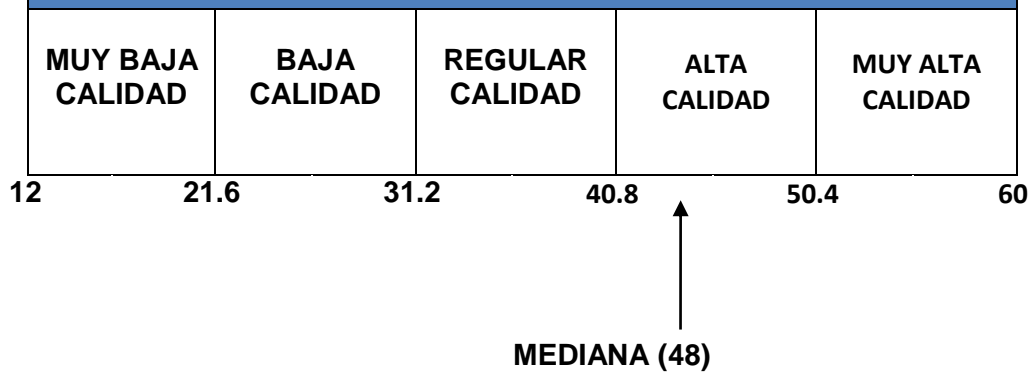 MUY BAJA
CALIDAD
BAJA
CALIDAD
REGULAR
CALIDAD
ALTA
CALIDAD
MUY ALTA
CALIDAD
12
21.6
31.2
40.8
50.4
60
MEDIANA (48)